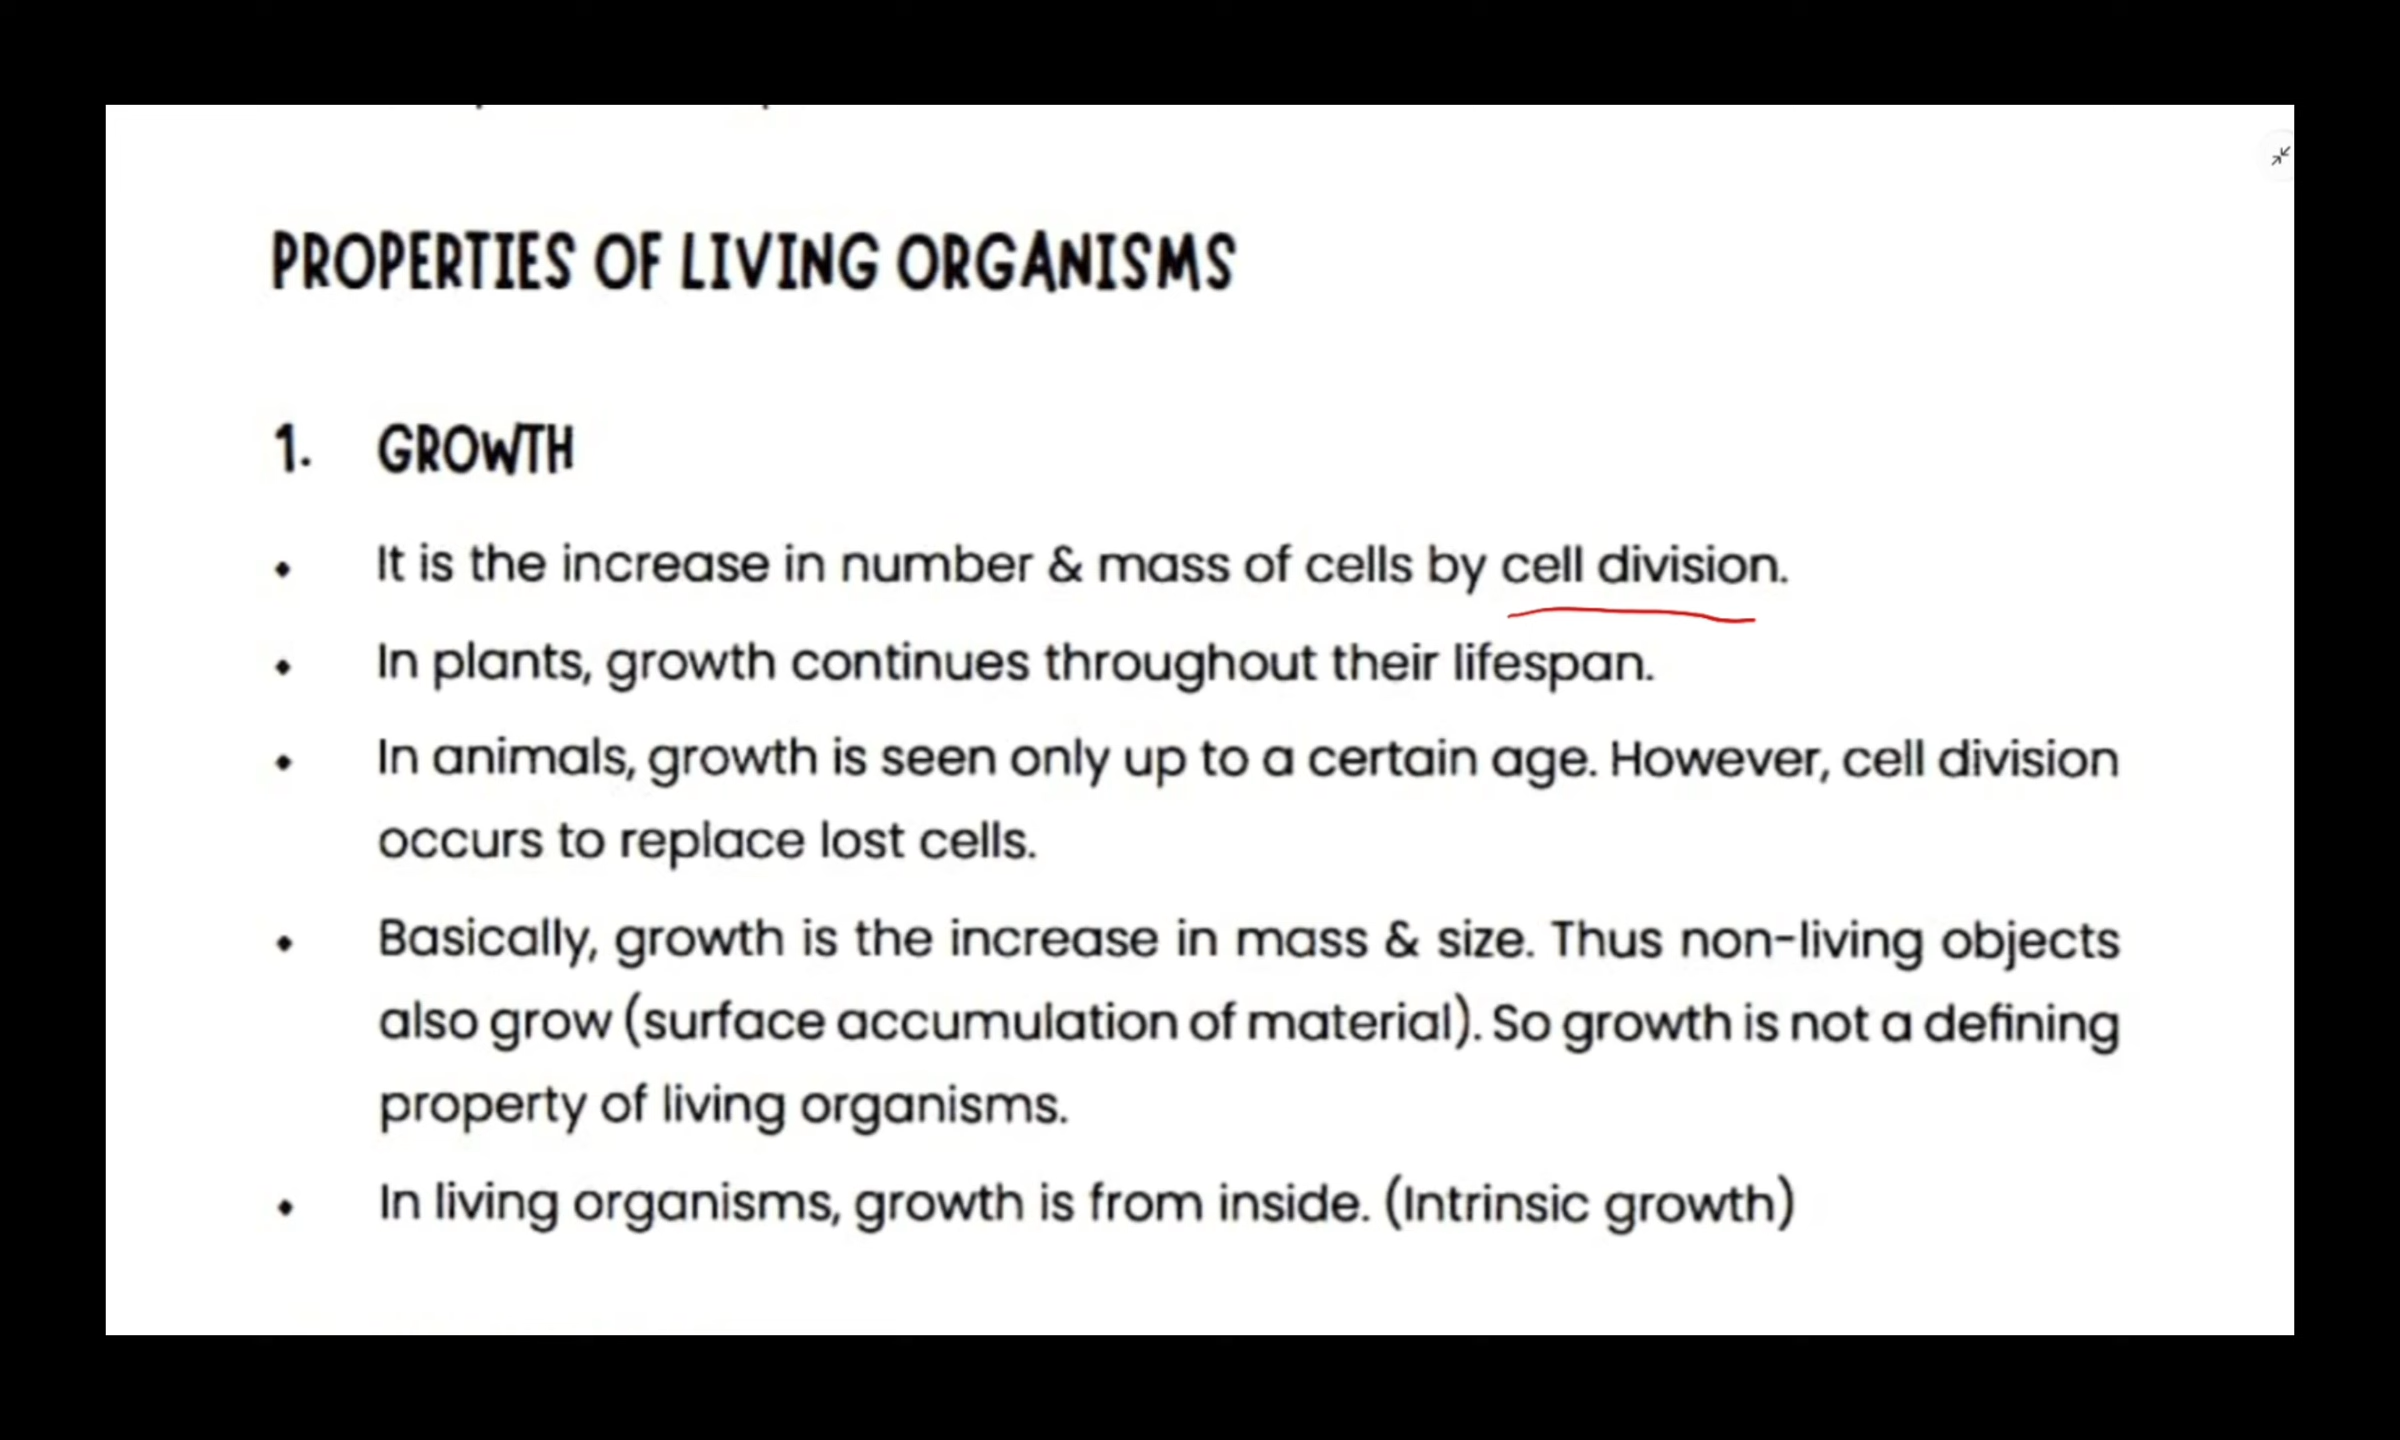 PROPERTIES OF LIVING ORGANISMS
1. GROWTH
• It is the increase in number & mass of cells by cell division.
• In plants, growth continues throughout their lifespan.
• In animals, growth is seen only up to a certain age. However, cell division
occurs to replace lost cells.
• Basically, growth is the increase in mass & size. Thus non-living objects
also grow (surface accumulation of material). So growth is not a defining
property of living organisms.
• In living organisms, growth is from inside. (Intrinsic growth)